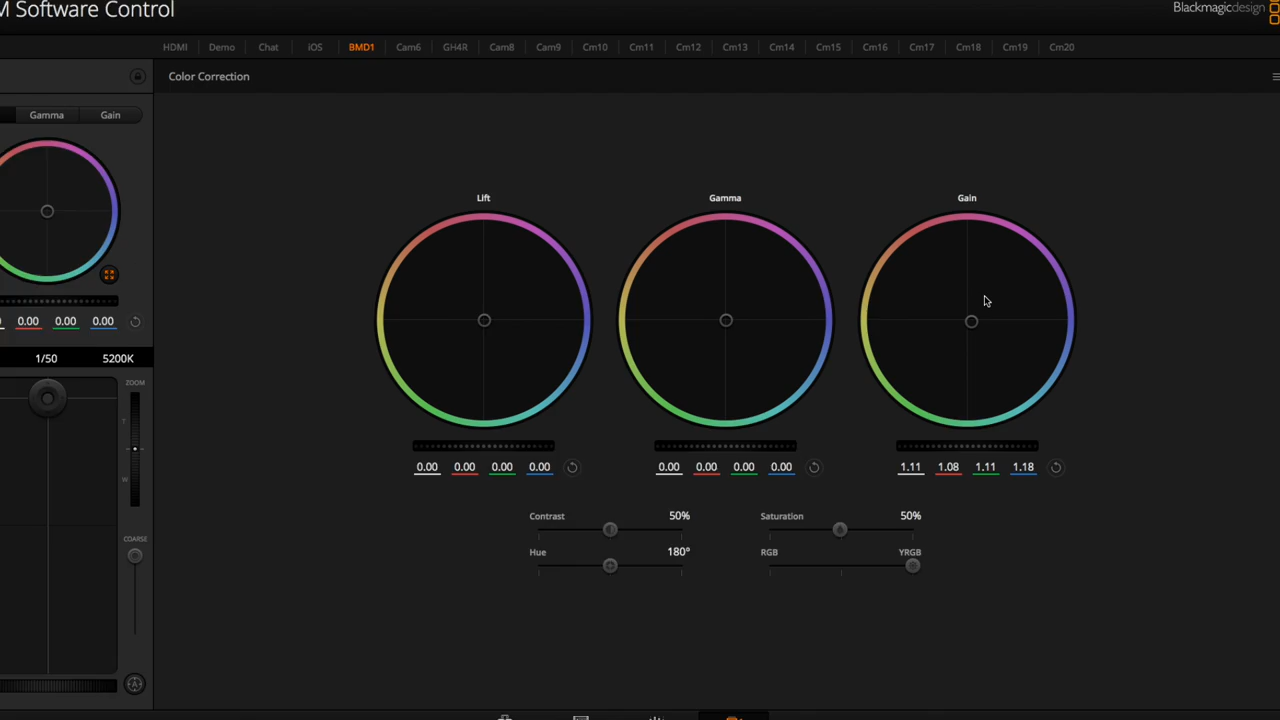 M Software Control
Blackmagicdesign
HDMI Demo Chat iOS BMD1 Cam6 GH4R Cam8 Cam9 Cm10 Cm11 Cm12 Cm13 Cm14 Cm15 Cm16 Cm17 Cm18 Cm19 Cm20
Color Correction
Gamma Gain
0.00 0.00 0.00
1/50 5200K
ZOOM
T
W
COARSE
A
Lift Gamma Gain
0.00 0.00 0.00 0.00 0.00 0.00 0.00 0.00 1.11 1.08 1.11 1.18
Contrast 50% Saturation 50%
Hue 180° RGB YRGB